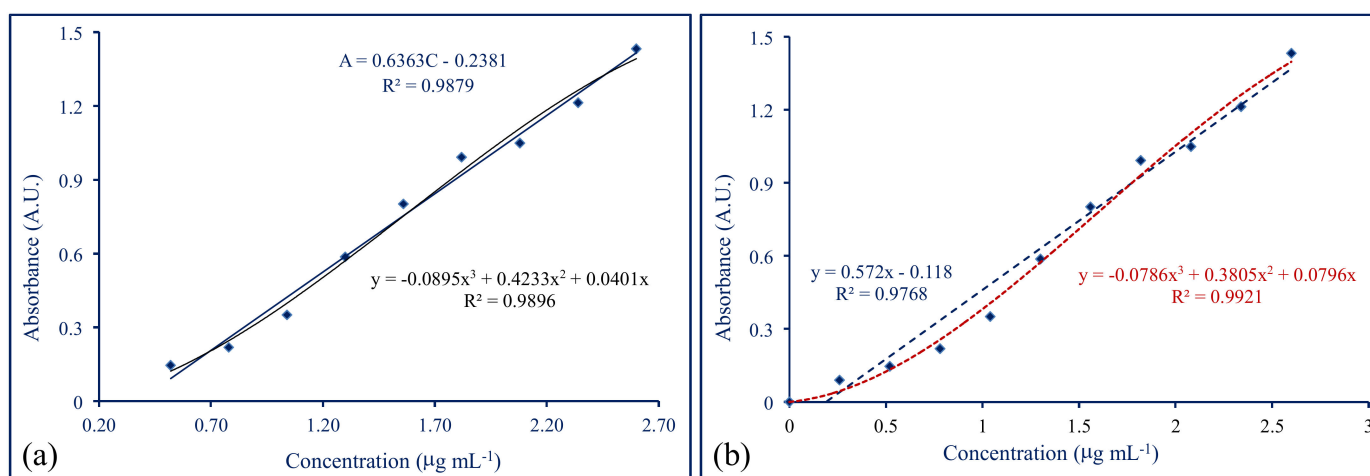 1.5
1.2
0.9
0.6
0.3
0
Absorbance (A.U.)
A = 0.6363C - 0.2381
R² = 0.9879
y = -0.0895x³ + 0.4233x² + 0.0401x
R² = 0.9896
0.20 0.70 1.20 1.70 2.20 2.70
Concentration (µg mL⁻¹)
(a)
1.5
1.2
0.9
0.6
0.3
0
Absorbance (A.U.)
y = 0.572x - 0.118
R² = 0.9768
y = -0.0786x³ + 0.3805x² + 0.0796x
R² = 0.9921
0 0.5 1 1.5 2 2.5 3
Concentration (µg mL⁻¹)
(b)